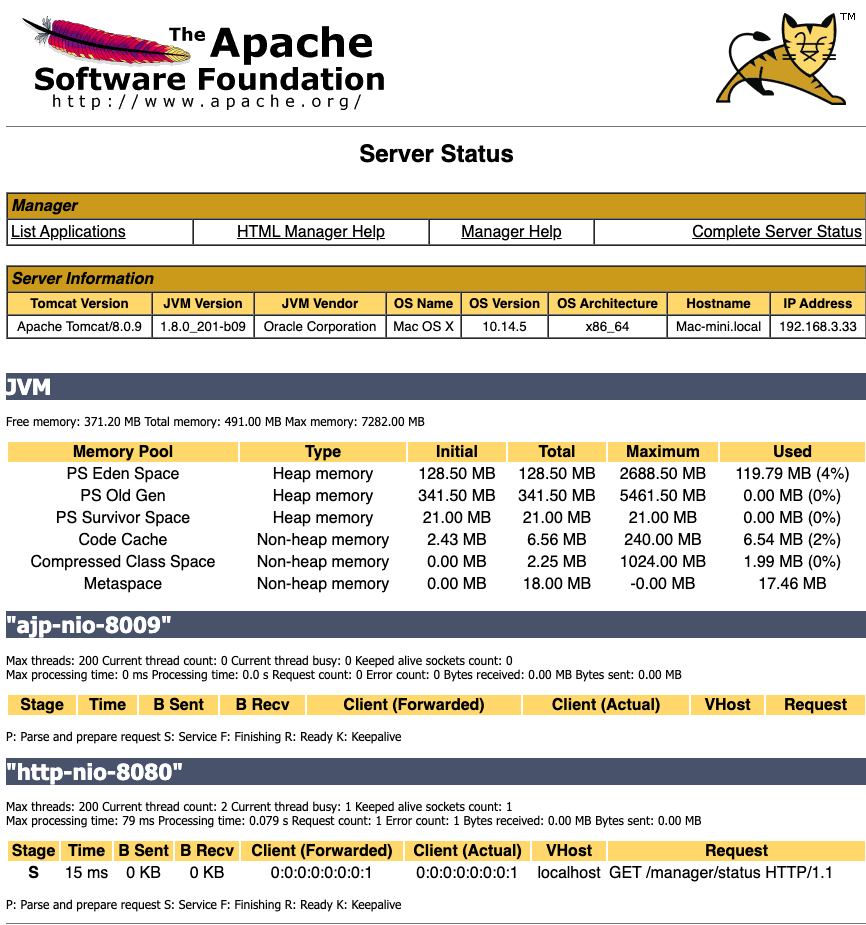 The Apache
Software Foundation
http://www.apache.org/
TM
Server Status
Manager
List Applications HTML Manager Help Manager Help Complete Server Status
Server Information
Tomcat Version JVM Version JVM Vendor OS Name OS Version OS Architecture Hostname IP Address
Apache Tomcat/8.0.9 1.8.0_201-b09 Oracle Corporation Mac OS X 10.14.5 x86_64 Mac-mini.local 192.168.3.33
JVM
Free memory: 371.20 MB Total memory: 491.00 MB Max memory: 7282.00 MB
Memory Pool Type Initial Total Maximum Used
PS Eden Space Heap memory 128.50 MB 128.50 MB 2688.50 MB 119.79 MB (4%)
PS Old Gen Heap memory 341.50 MB 341.50 MB 5461.50 MB 0.00 MB (0%)
PS Survivor Space Heap memory 21.00 MB 21.00 MB 21.00 MB 0.00 MB (0%)
Code Cache Non-heap memory 2.43 MB 6.56 MB 240.00 MB 6.54 MB (2%)
Compressed Class Space Non-heap memory 0.00 MB 2.25 MB 1024.00 MB 1.99 MB (0%)
Metaspace Non-heap memory 0.00 MB 18.00 MB -0.00 MB 17.46 MB
"ajp-nio-8009"
Max threads: 200 Current thread count: 0 Current thread busy: 0 Keeped alive sockets count: 0
Max processing time: 0 ms Processing time: 0.0 s Request count: 0 Error count: 0 Bytes received: 0.00 MB Bytes sent: 0.00 MB
Stage Time B Sent B Recv Client (Forwarded) Client (Actual) VHost Request
P: Parse and prepare request S: Service F: Finishing R: Ready K: Keepalive
"http-nio-8080"
Max threads: 200 Current thread count: 2 Current thread busy: 1 Keeped alive sockets count: 1
Max processing time: 79 ms Processing time: 0.079 s Request count: 1 Error count: 1 Bytes received: 0.00 MB Bytes sent: 0.00 MB
Stage Time B Sent B Recv Client (Forwarded) Client (Actual) VHost Request
S 15 ms 0 KB 0 KB 0:0:0:0:0:0:0:1 0:0:0:0:0:0:0:1 localhost GET /manager/status HTTP/1.1
P: Parse and prepare request S: Service F: Finishing R: Ready K: Keepalive